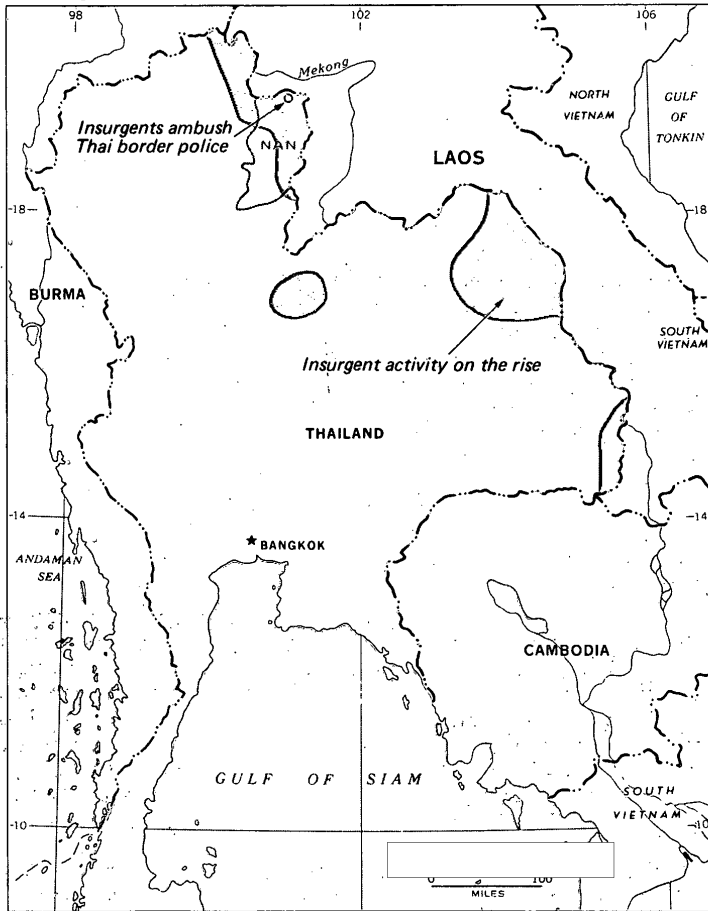 98
102
106
Mekong
NORTH
VIETNAM
GULF
OF
TONKIN
Insurgents ambush
Thai border police
NAN
LAOS
-18
-18
BURMA
SOUTH
VIETNAM
Insurgent activity on the rise
THAILAND
-14
-14
BANGKOK
ANDAMAN
SEA
CAMBODIA
GULF OF SIAM
SOUTH
VIETNAM
-10
-10
0 100
MILES